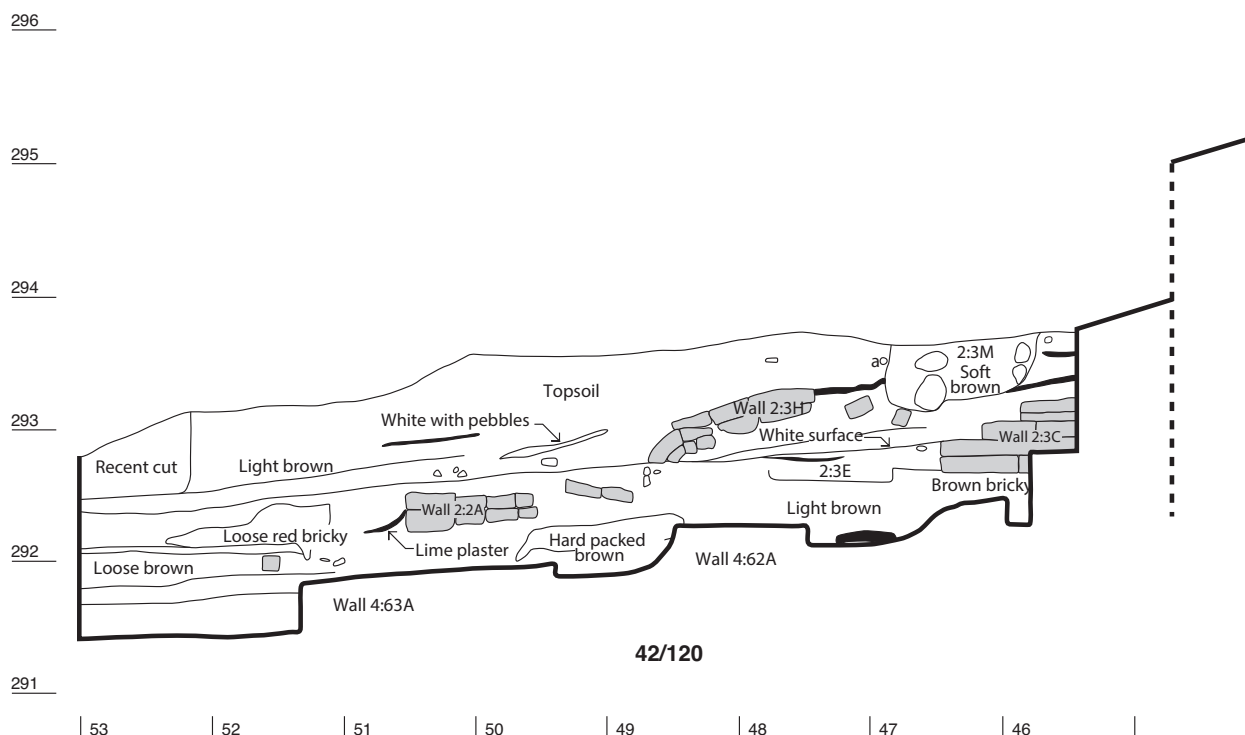 296
295
294
2:3M
a
Soft
brown
Topsoil
293
White with pebbles
Wall 2:3H
White surface
Wall 2:3C
Recent cut
Light brown
2:3E
Brown bricky
Wall 2:2A
Light brown
Loose red bricky
Lime plaster
Hard packed
brown
292
Loose brown
Wall 4:62A
Wall 4:63A
42/120
291
53
52
51
50
49
48
47
46